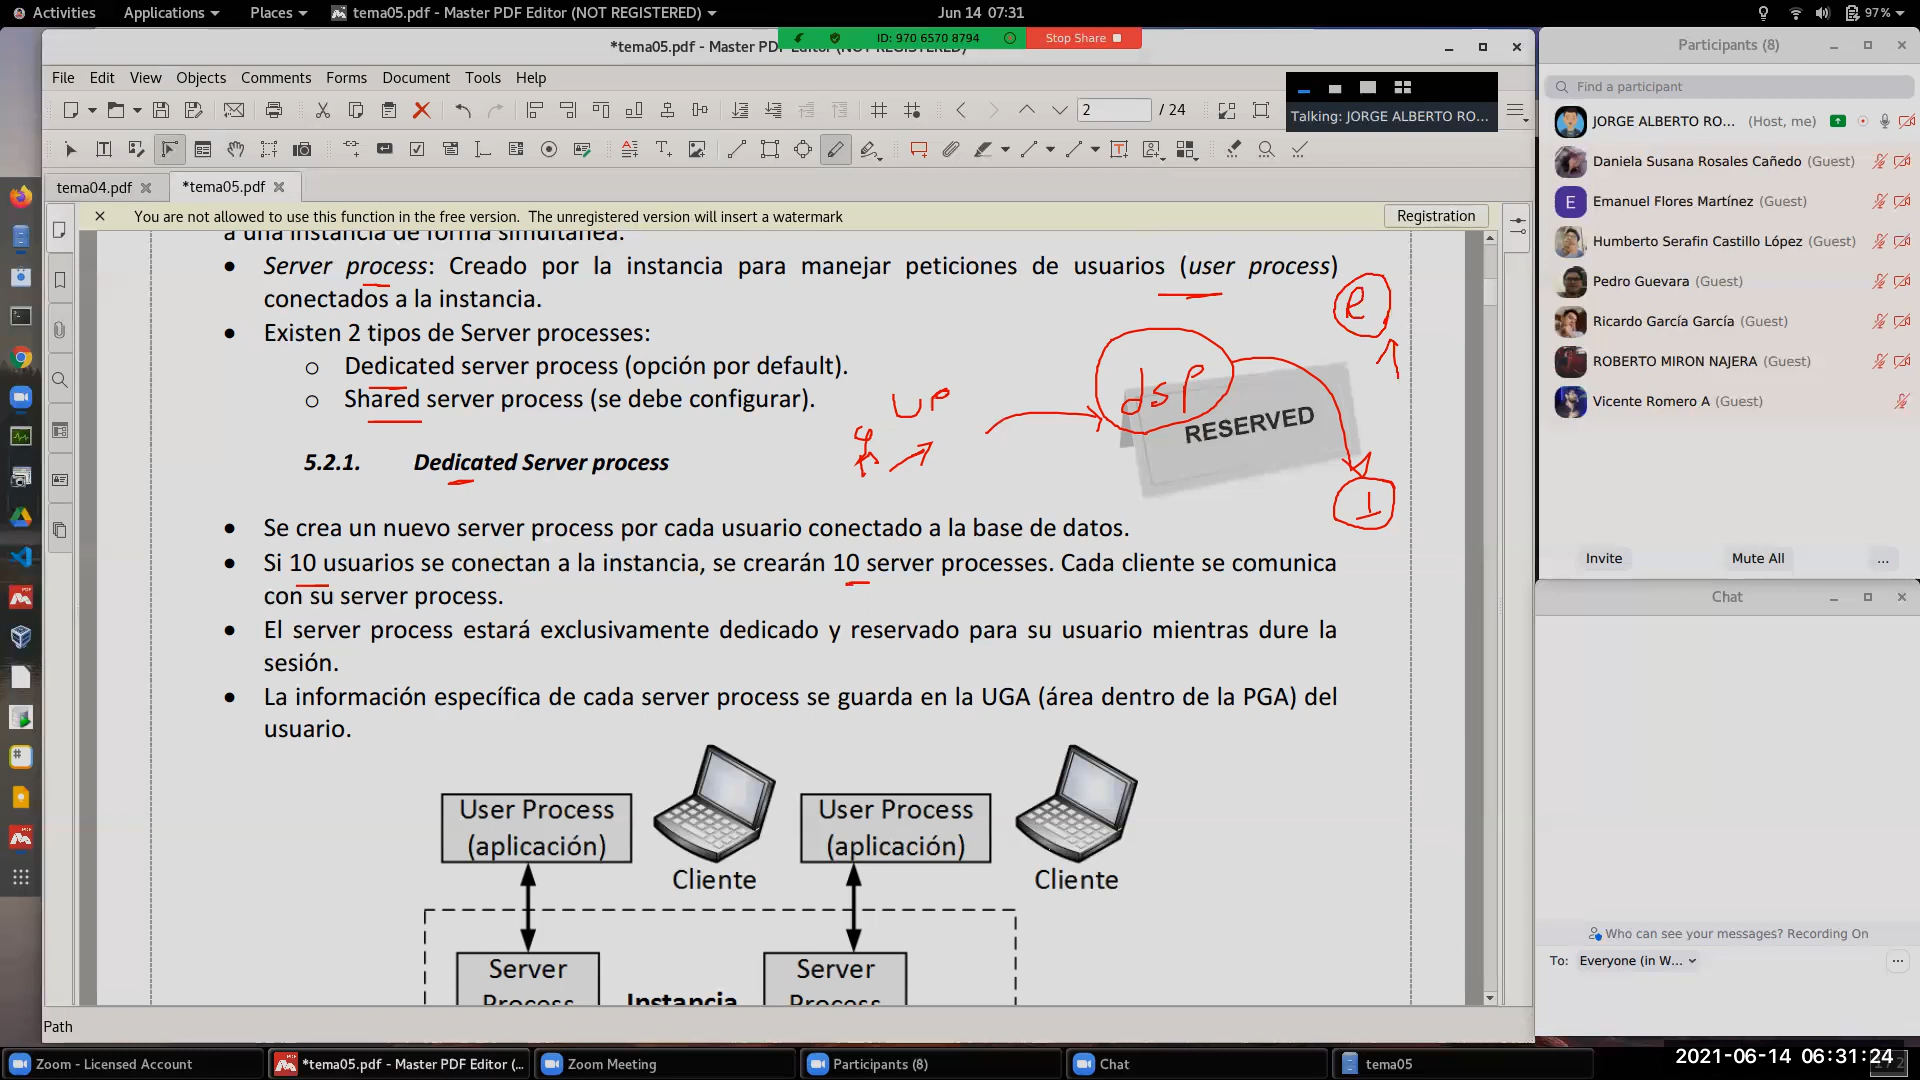 Activities
Applications
Places
tema05.pdf - Master PDF Editor (NOT REGISTERED)
Jun 14 07:31
97%
*tema05.pdf - Master PDF Editor (NOT REGISTERED)
ID: 970 6570 8794
Stop Share
File Edit View Objects Comments Forms Document Tools Help
2 / 24
Talking: JORGE ALBERTO RO...
tema04.pdf
*tema05.pdf
You are not allowed to use this function in the free version. The unregistered version will insert a watermark
Registration
a una instancia de forma simultánea.
● Server process: Creado por la instancia para manejar peticiones de usuarios (user process)
conectados a la instancia.
● Existen 2 tipos de Server processes:
o Dedicated server process (opción por default).
o Shared server process (se debe configurar).
e
UP
dsp
RESERVED
5.2.1. Dedicated Server process
I
● Se crea un nuevo server process por cada usuario conectado a la base de datos.
● Si 10 usuarios se conectan a la instancia, se crearán 10 server processes. Cada cliente se comunica
con su server process.
● El server process estará exclusivamente dedicado y reservado para su usuario mientras dure la
sesión.
● La información específica de cada server process se guarda en la UGA (área dentro de la PGA) del
usuario.
User Process
(aplicación)
Cliente
User Process
(aplicación)
Cliente
Server
Process
Instancia
Server
Process
Path
Participants (8)
Find a participant
JORGE ALBERTO RO... (Host, me)
Daniela Susana Rosales Cañedo (Guest)
E
Emanuel Flores Martínez (Guest)
Humberto Serafin Castillo López (Guest)
Pedro Guevara (Guest)
Ricardo García García (Guest)
ROBERTO MIRON NAJERA (Guest)
Vicente Romero A (Guest)
Invite
Mute All
...
Chat
Who can see your messages? Recording On
To: Everyone (in W...
Zoom - Licensed Account
*tema05.pdf - Master PDF Editor (...
Zoom Meeting
Participants (8)
Chat
tema05
2021-06-14 06:31:24